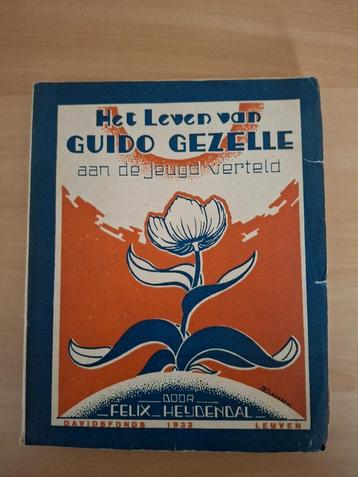 Het Leven van
GUIDO GEZELLE
aan de jeugd verteld
DOOR
FELIX HEYDENDAL
DAVIDSFONDS 1932 LEUVEN